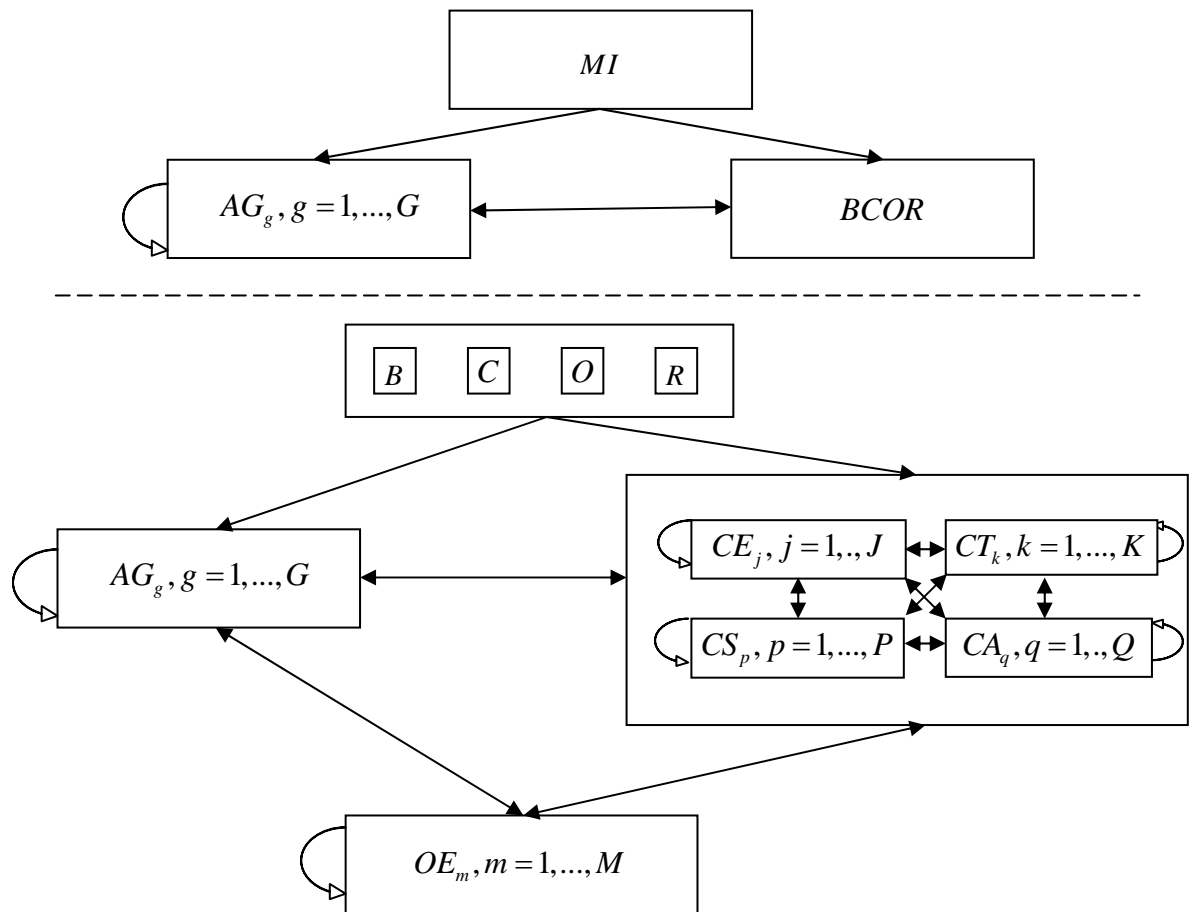 MI
AG_g, g = 1,...,G
BCOR
B C O R
AG_g, g = 1,...,G
CE_j, j = 1,.,J
CT_k, k = 1,...,K
CS_p, p = 1,...,P
CA_q, q = 1,.,Q
OE_m, m = 1,...,M